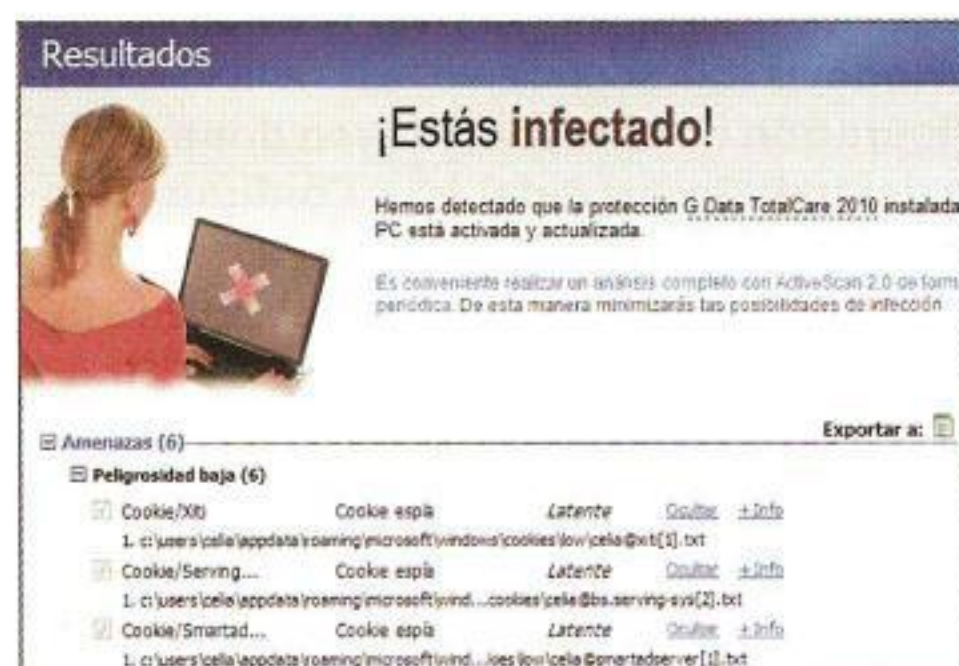 Resultados
¡Estás infectado!
Hemos detectado que la protección G Data TotalCare 2010 instalada
PC está activada y actualizada.
Es conveniente realizar un análisis completo con ActiveScan 2.0 de form
periódica. De esta manera minimizarás las posibilidades de infección
Exportar a:
Amenazas (6)
Peligrosidad baja (6)
Cookie/Xiti Cookie espía Latente Ocultar +Info
1. c:\users\celia\appdata\roaming\microsoft\windows\cookies\low\celia@xiti[1].txt
Cookie/Serving... Cookie espía Latente Ocultar +Info
1. c:\users\celia\appdata\roaming\microsoft\wind...cookies\celia@bs.serving-sys[2].txt
Cookie/Smartad... Cookie espía Latente Ocultar +Info
1. c:\users\celia\appdata\roaming\microsoft\wind...kies\low\celia@smartadserver[1].txt